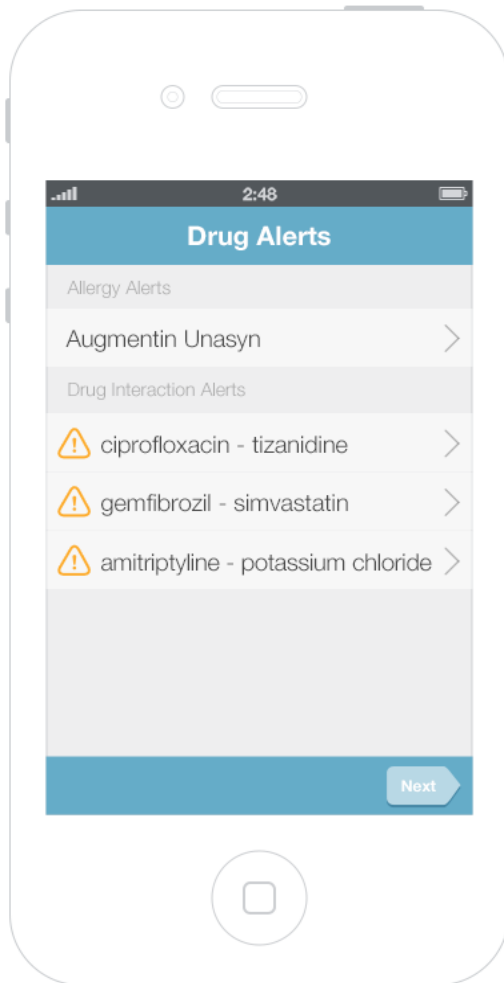 2:48
Drug Alerts
Allergy Alerts
Augmentin Unasyn
Drug Interaction Alerts
ciprofloxacin - tizanidine
gemfibrozil - simvastatin
amitriptyline - potassium chloride
Next